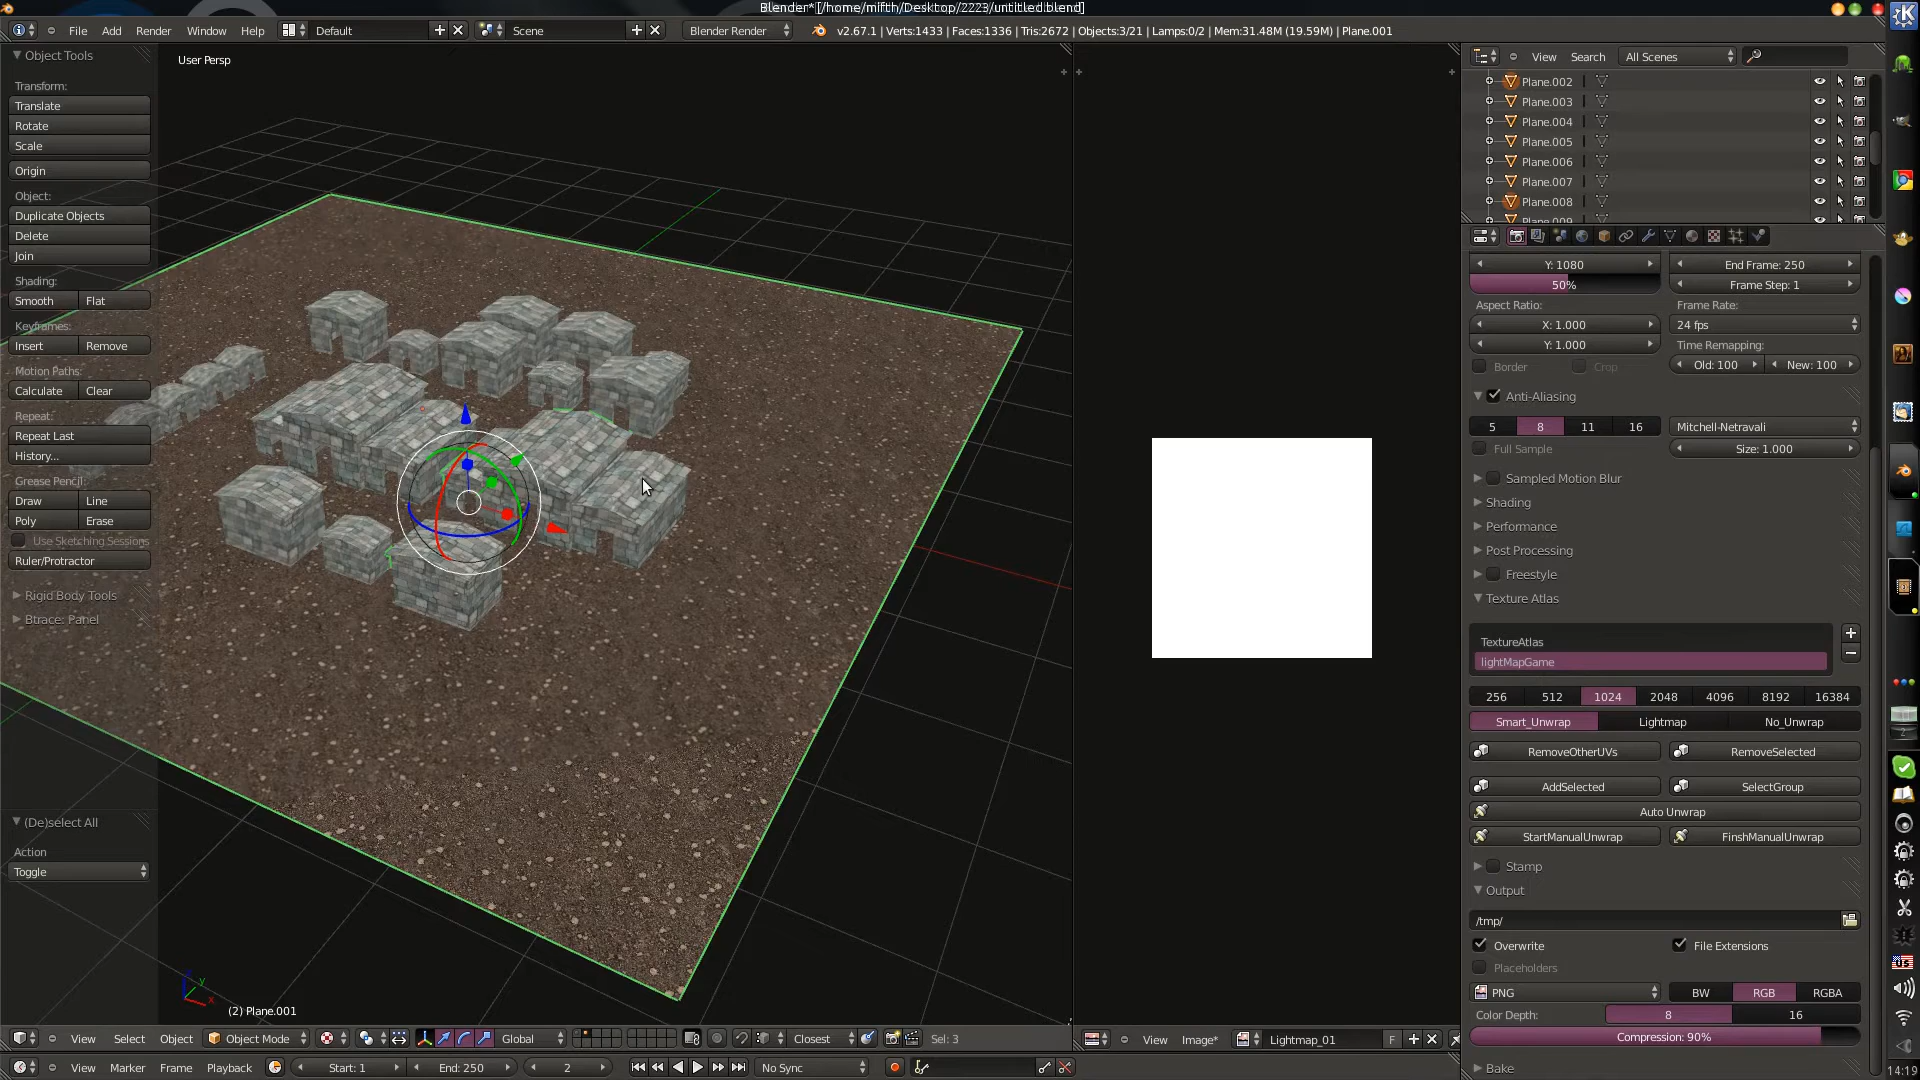 Blender*[/home/mifth/Desktop/2223/untitled.blend]
File Add Render Window Help Default Scene Blender Render v2.67.1 | Verts:1433 | Faces:1336 | Tris:2672 | Objects:3/21 | Lamps:0/2 | Mem:31.48M (19.59M) | Plane.001
Object Tools
Transform:
Translate
Rotate
Scale
Origin
Object:
Duplicate Objects
Delete
Join
Shading:
Smooth Flat
Keyframes:
Insert Remove
Motion Paths:
Calculate Clear
Repeat:
Repeat Last
History...
Grease Pencil:
Draw Line
Poly Erase
Use Sketching Sessions
Ruler/Protractor
Rigid Body Tools
Btrace: Panel
(De)select All
Action
Toggle
User Persp
(2) Plane.001
View Select Object Object Mode Global Closest Sel: 3
View Image* Lightmap_01 F
View Marker Frame Playback Start: 1 End: 250 2 No Sync
View Search All Scenes
Plane.002
Plane.003
Plane.004
Plane.005
Plane.006
Plane.007
Plane.008
Plane.009
Y: 1080 End Frame: 250
50% Frame Step: 1
Aspect Ratio: Frame Rate:
X: 1.000 24 fps
Y: 1.000 Time Remapping:
Border Crop Old: 100 New: 100
Anti-Aliasing
5 8 11 16 Mitchell-Netravali
Full Sample Size: 1.000
Sampled Motion Blur
Shading
Performance
Post Processing
Freestyle
Texture Atlas
TextureAtlas
lightMapGame
256 512 1024 2048 4096 8192 16384
Smart_Unwrap Lightmap No_Unwrap
RemoveOtherUVs RemoveSelected
AddSelected SelectGroup
Auto Unwrap
StartManualUnwrap FinshManualUnwrap
Stamp
Output
/tmp/
Overwrite File Extensions
Placeholders
PNG BW RGB RGBA
Color Depth: 8 16
Compression: 90%
Bake
14:19